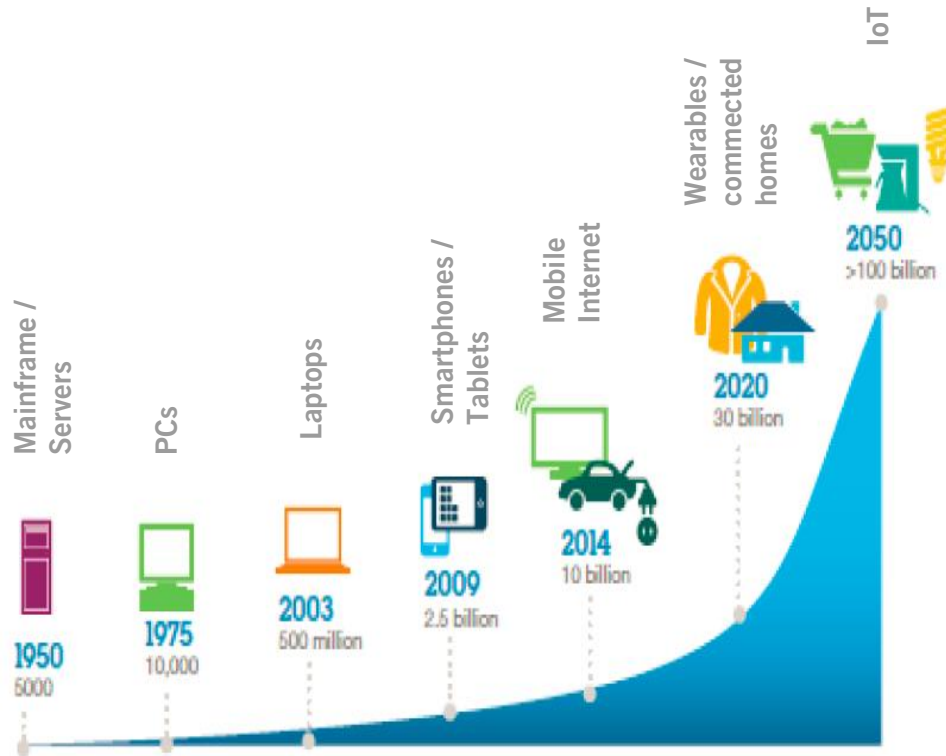 Mainframe /
Servers
1950
5000
PCs
1975
10,000
Laptops
2003
500 million
Smartphones /
Tablets
2009
2.5 billion
Mobile
Internet
2014
10 billion
Wearables /
commected
homes
2020
30 billion
IoT
2050
>100 billion